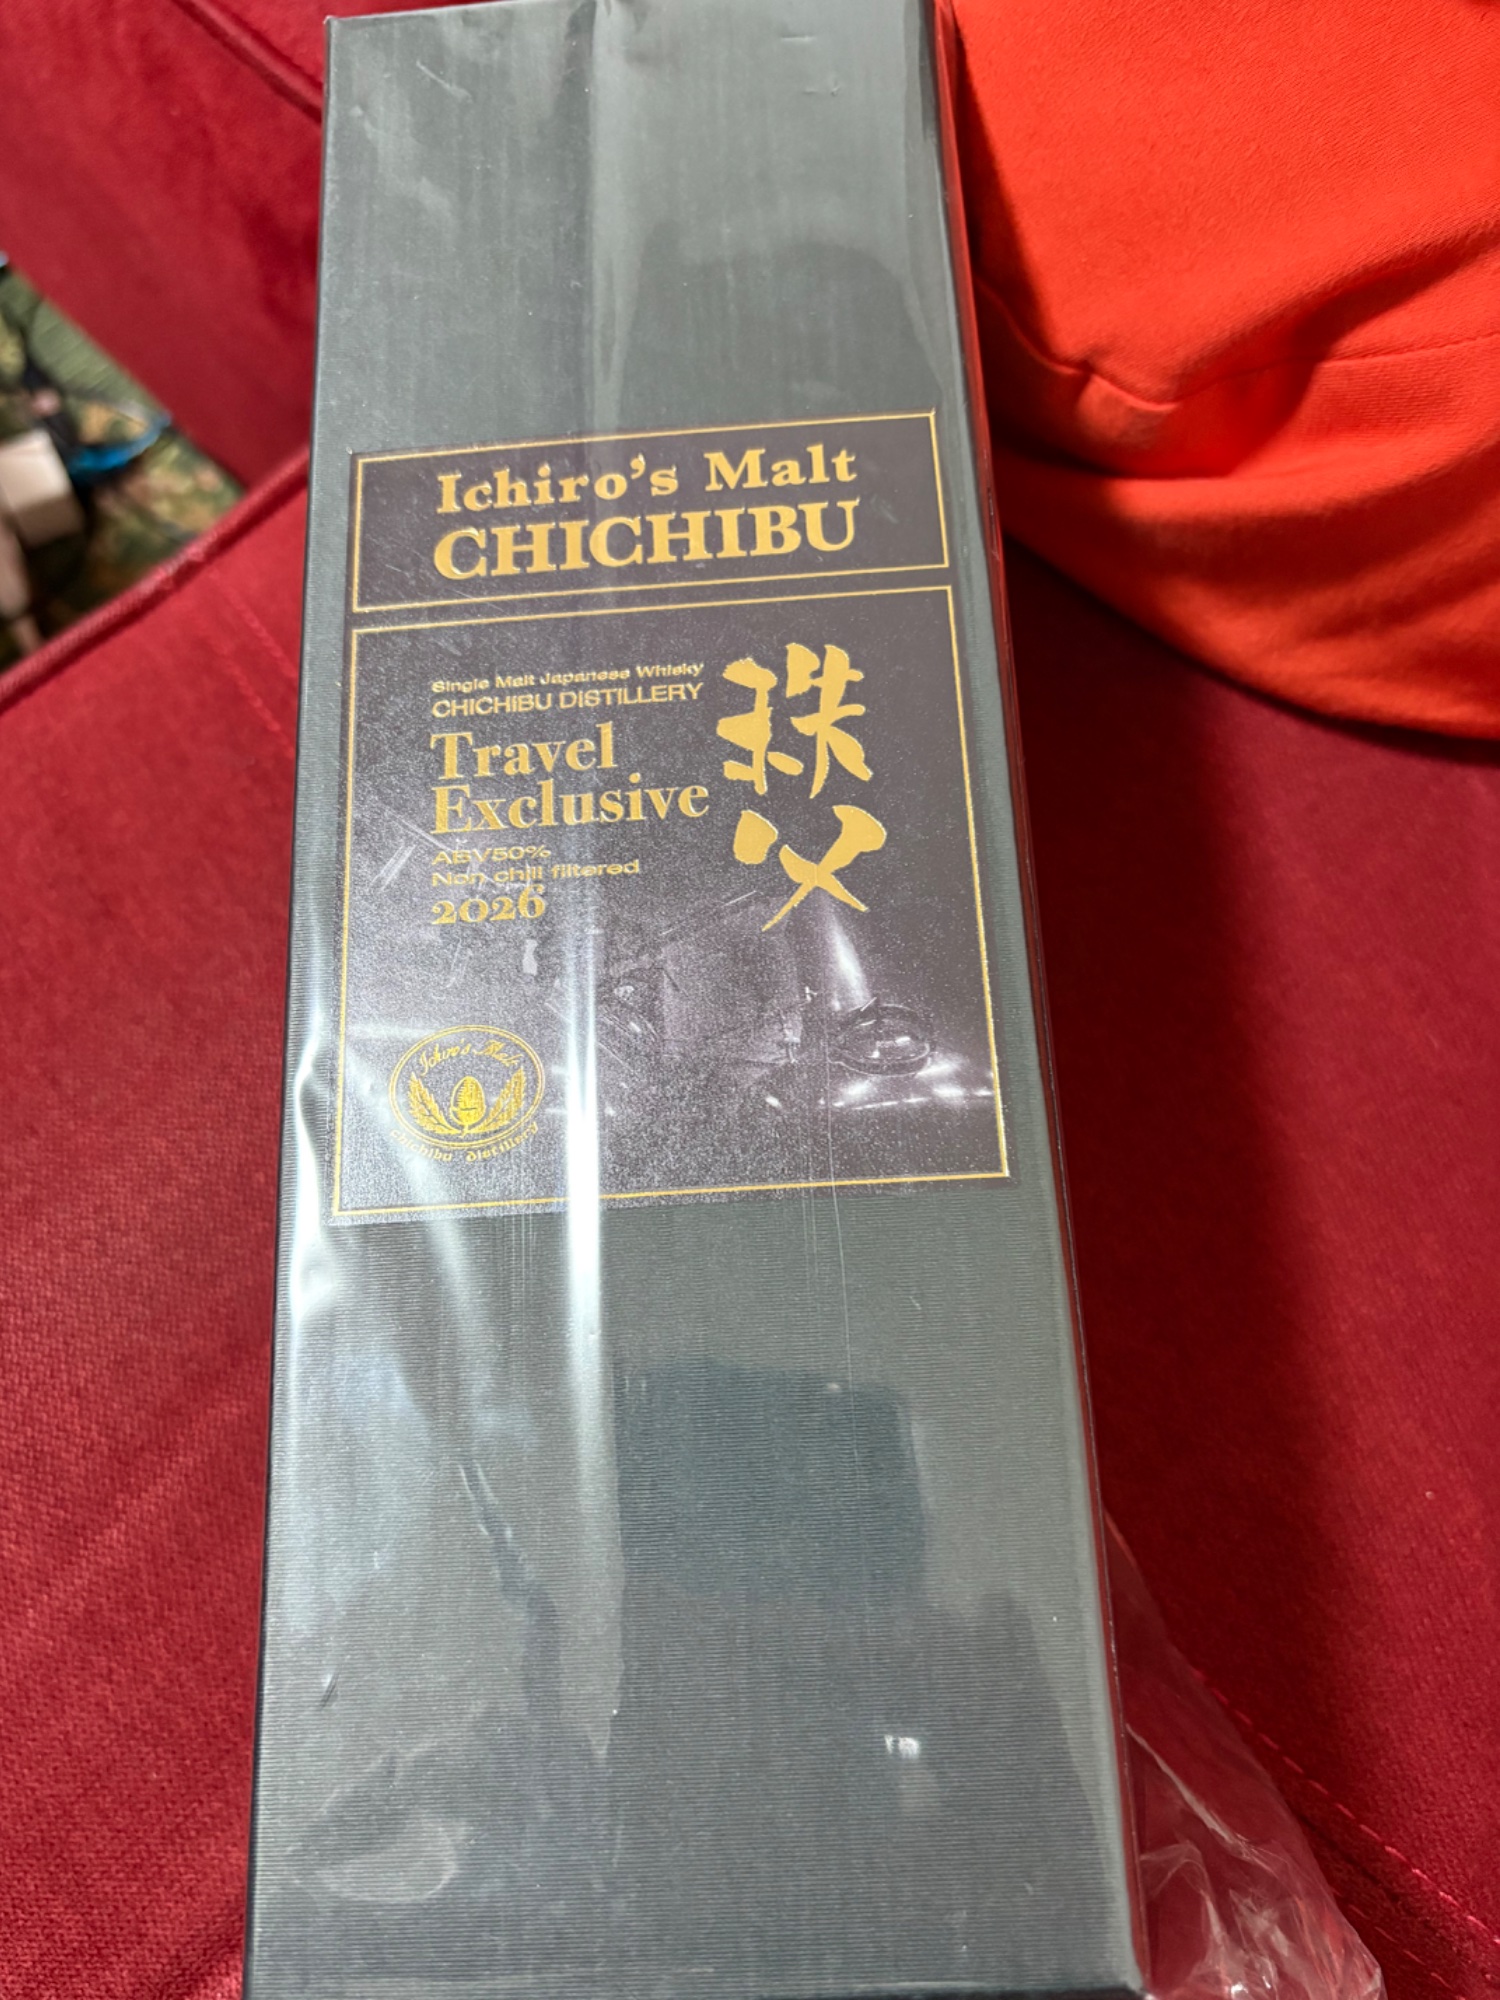 Ichiro's Malt
CHICHIBU
Single Malt Japanese Whisky
CHICHIBU DISTILLERY
Travel
Exclusive
ABV50%
Non chill filtered
2026
秩父
Ichiro's Malt
chichibu distillery